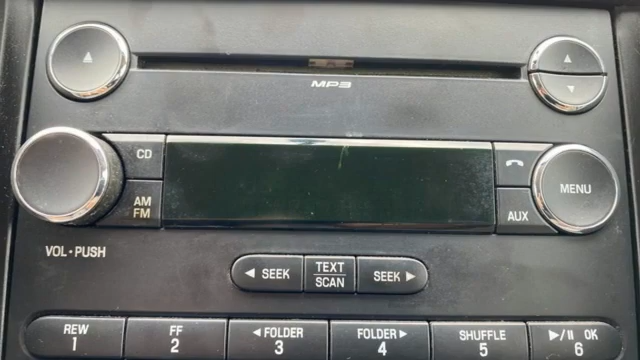 MP3
CD
AM
FM
MENU
AUX
VOL•PUSH
◄ SEEK
TEXT
SCAN
SEEK ►
REW
1
FF
2
◄ FOLDER
3
FOLDER ►
4
SHUFFLE
5
►/II OK
6